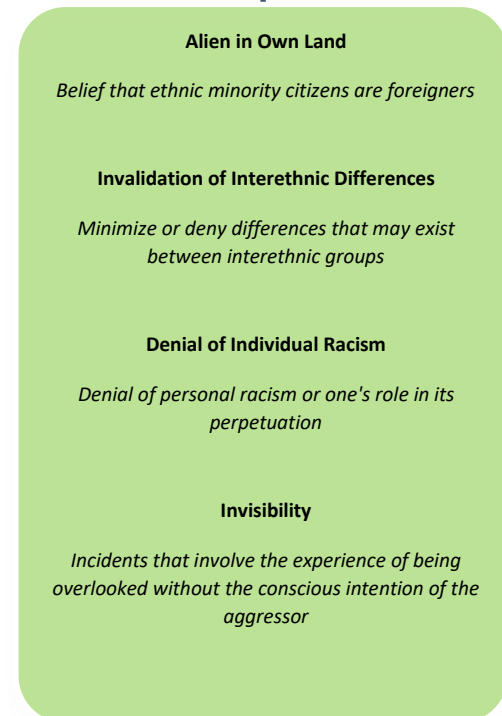 Alien in Own Land
Belief that ethnic minority citizens are foreigners
Invalidation of Interethnic Differences
Minimize or deny differences that may exist
between interethnic groups
Denial of Individual Racism
Denial of personal racism or one's role in its
perpetuation
Invisibility
Incidents that involve the experience of being
overlooked without the conscious intention of the
aggressor